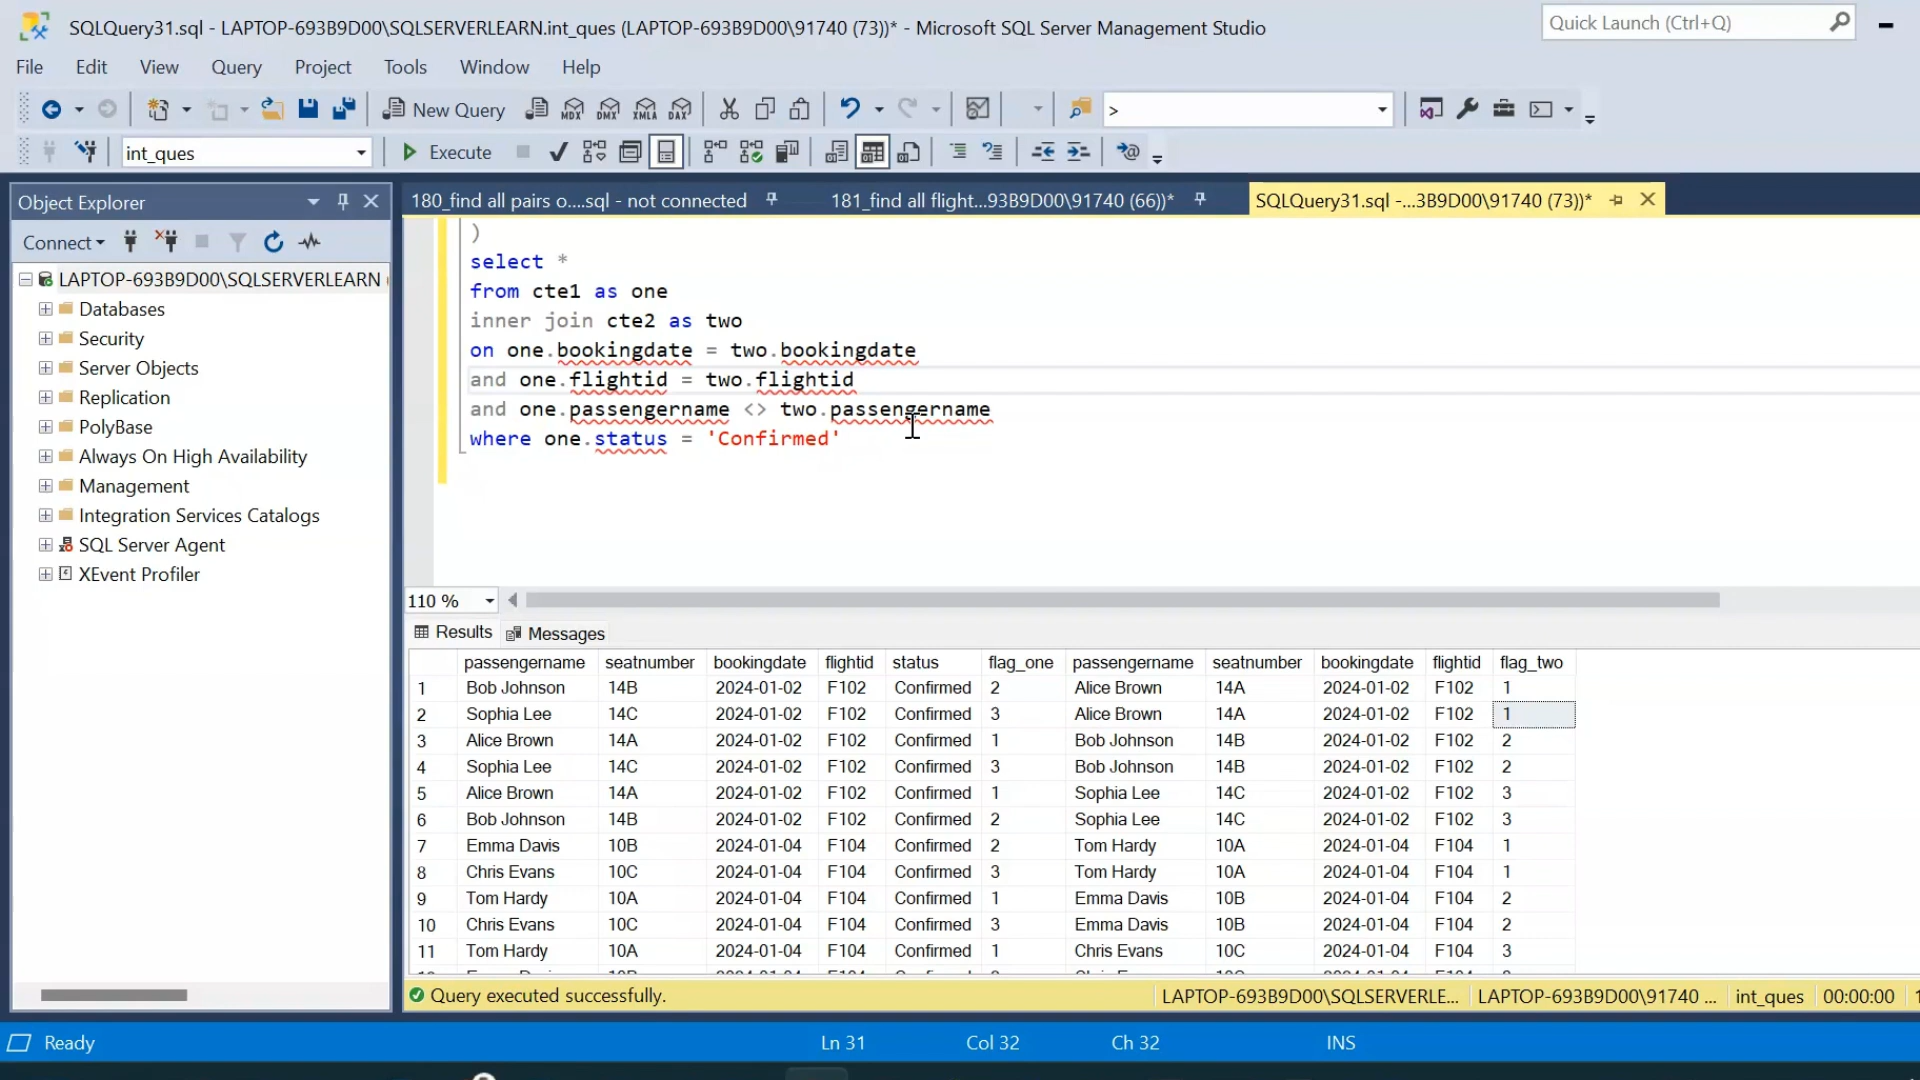 SQLQuery31.sql - LAPTOP-693B9D00\SQLSERVERLEARN.int_ques (LAPTOP-693B9D00\91740 (73))* - Microsoft SQL Server Management Studio
Quick Launch (Ctrl+Q)
File Edit View Query Project Tools Window Help
New Query MDX DMX XMLA DAX >
int_ques Execute
Object Explorer
180_find all pairs o....sql - not connected 181_find all flight...93B9D00\91740 (66))* SQLQuery31.sql -...3B9D00\91740 (73))*
Connect
LAPTOP-693B9D00\SQLSERVERLEARN
Databases
Security
Server Objects
Replication
PolyBase
Always On High Availability
Management
Integration Services Catalogs
SQL Server Agent
XEvent Profiler
)
select *
from cte1 as one
inner join cte2 as two
on one.bookingdate = two.bookingdate
and one.flightid = two.flightid
and one.passengername <> two.passengername
where one.status = 'Confirmed'
110 %
Results Messages
passengername seatnumber bookingdate flightid status flag_one passengername seatnumber bookingdate flightid flag_two
1 Bob Johnson 14B 2024-01-02 F102 Confirmed 2 Alice Brown 14A 2024-01-02 F102 1
2 Sophia Lee 14C 2024-01-02 F102 Confirmed 3 Alice Brown 14A 2024-01-02 F102 1
3 Alice Brown 14A 2024-01-02 F102 Confirmed 1 Bob Johnson 14B 2024-01-02 F102 2
4 Sophia Lee 14C 2024-01-02 F102 Confirmed 3 Bob Johnson 14B 2024-01-02 F102 2
5 Alice Brown 14A 2024-01-02 F102 Confirmed 1 Sophia Lee 14C 2024-01-02 F102 3
6 Bob Johnson 14B 2024-01-02 F102 Confirmed 2 Sophia Lee 14C 2024-01-02 F102 3
7 Emma Davis 10B 2024-01-04 F104 Confirmed 2 Tom Hardy 10A 2024-01-04 F104 1
8 Chris Evans 10C 2024-01-04 F104 Confirmed 3 Tom Hardy 10A 2024-01-04 F104 1
9 Tom Hardy 10A 2024-01-04 F104 Confirmed 1 Emma Davis 10B 2024-01-04 F104 2
10 Chris Evans 10C 2024-01-04 F104 Confirmed 3 Emma Davis 10B 2024-01-04 F104 2
11 Tom Hardy 10A 2024-01-04 F104 Confirmed 1 Chris Evans 10C 2024-01-04 F104 3
Query executed successfully. LAPTOP-693B9D00\SQLSERVERLE... LAPTOP-693B9D00\91740 ... int_ques 00:00:00
Ready Ln 31 Col 32 Ch 32 INS